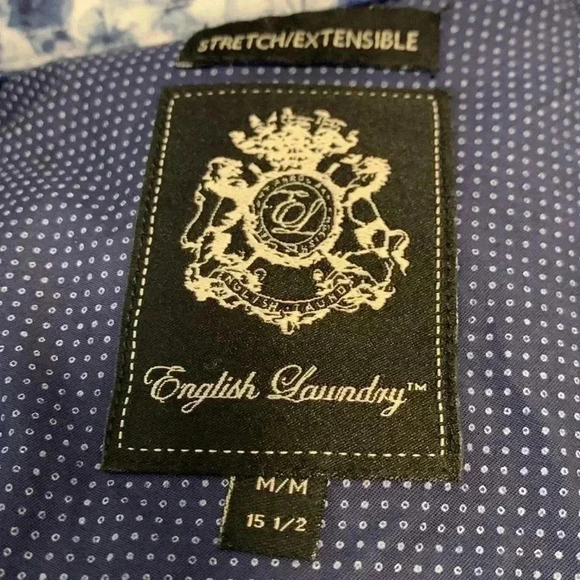 STRETCH/EXTENSIBLE
EL
ENGLISH LAUNDRY
English Laundry™
M/M
15 1/2